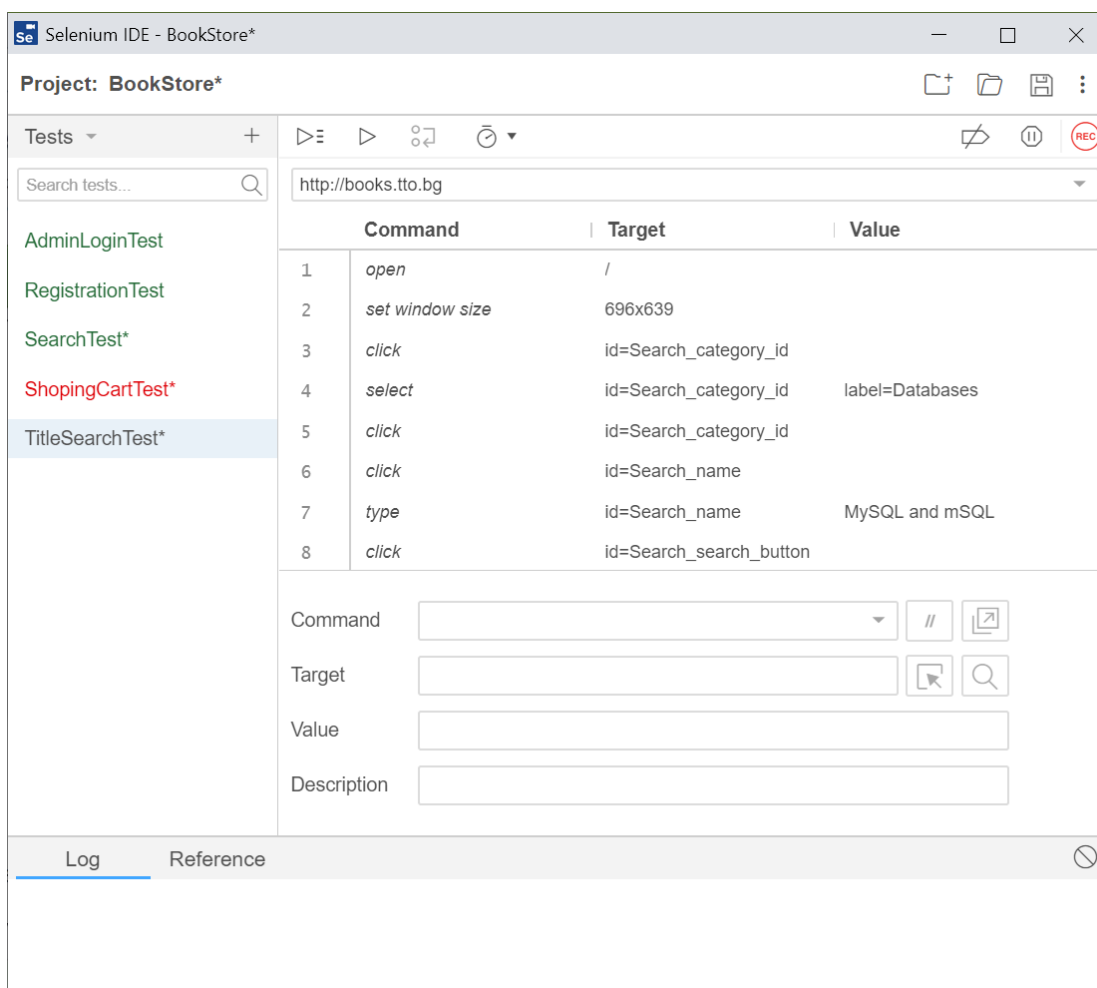 Se Selenium IDE - BookStore*
Project: BookStore*
Tests
REC
Search tests...
http://books.tto.bg
Command Target Value
AdminLoginTest
RegistrationTest
SearchTest*
ShopingCartTest*
TitleSearchTest*
1 open /
2 set window size 696x639
3 click id=Search_category_id
4 select id=Search_category_id label=Databases
5 click id=Search_category_id
6 click id=Search_name
7 type id=Search_name MySQL and mSQL
8 click id=Search_search_button
Command //
Target
Value
Description
Log Reference